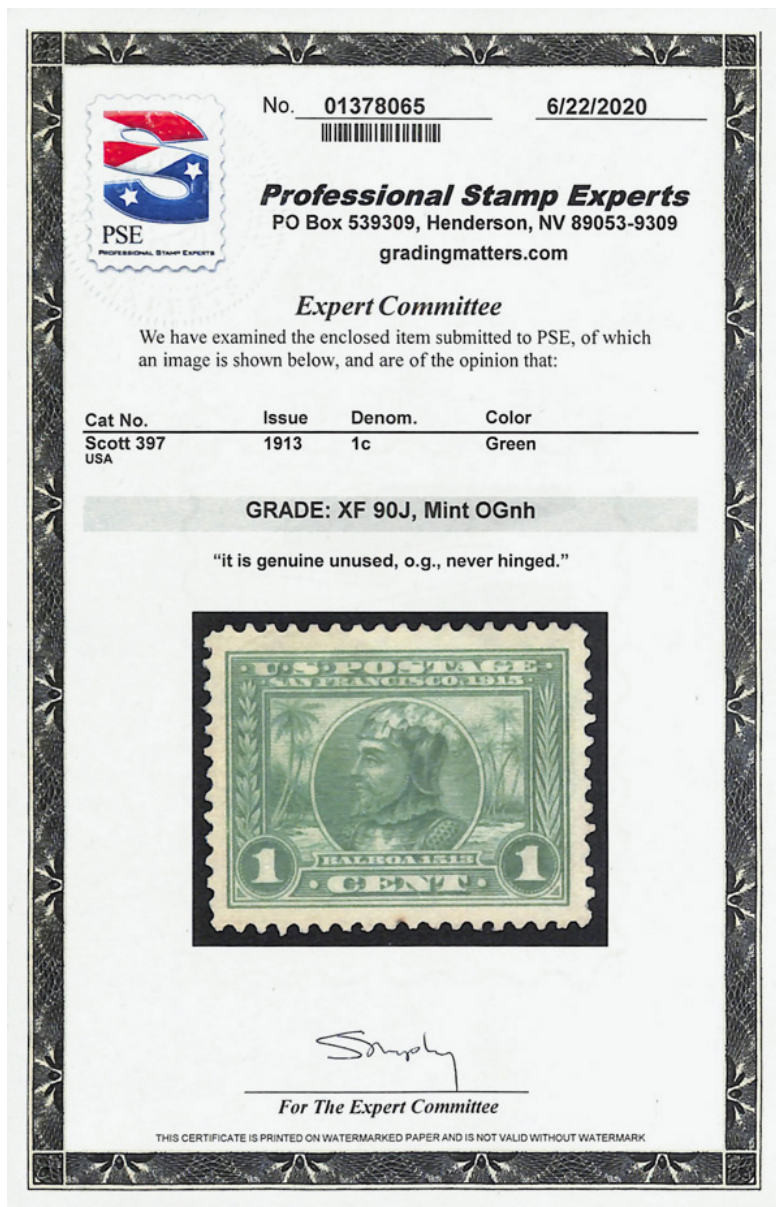 No. 01378065 6/22/2020
PSE
PROFESSIONAL STAMP EXPERTS
Professional Stamp Experts
PO Box 539309, Henderson, NV 89053-9309
gradingmatters.com
Expert Committee
We have examined the enclosed item submitted to PSE, of which
an image is shown below, and are of the opinion that:
Cat No. Issue Denom. Color
Scott 397 1913 1c Green
USA
GRADE: XF 90J, Mint OGnh
“it is genuine unused, o.g., never hinged.”
·U·S·POSTAGE·
SAN FRANCISCO·1915·
BALBOA 1513
1 1
·CENT·
For The Expert Committee
THIS CERTIFICATE IS PRINTED ON WATERMARKED PAPER AND IS NOT VALID WITHOUT WATERMARK